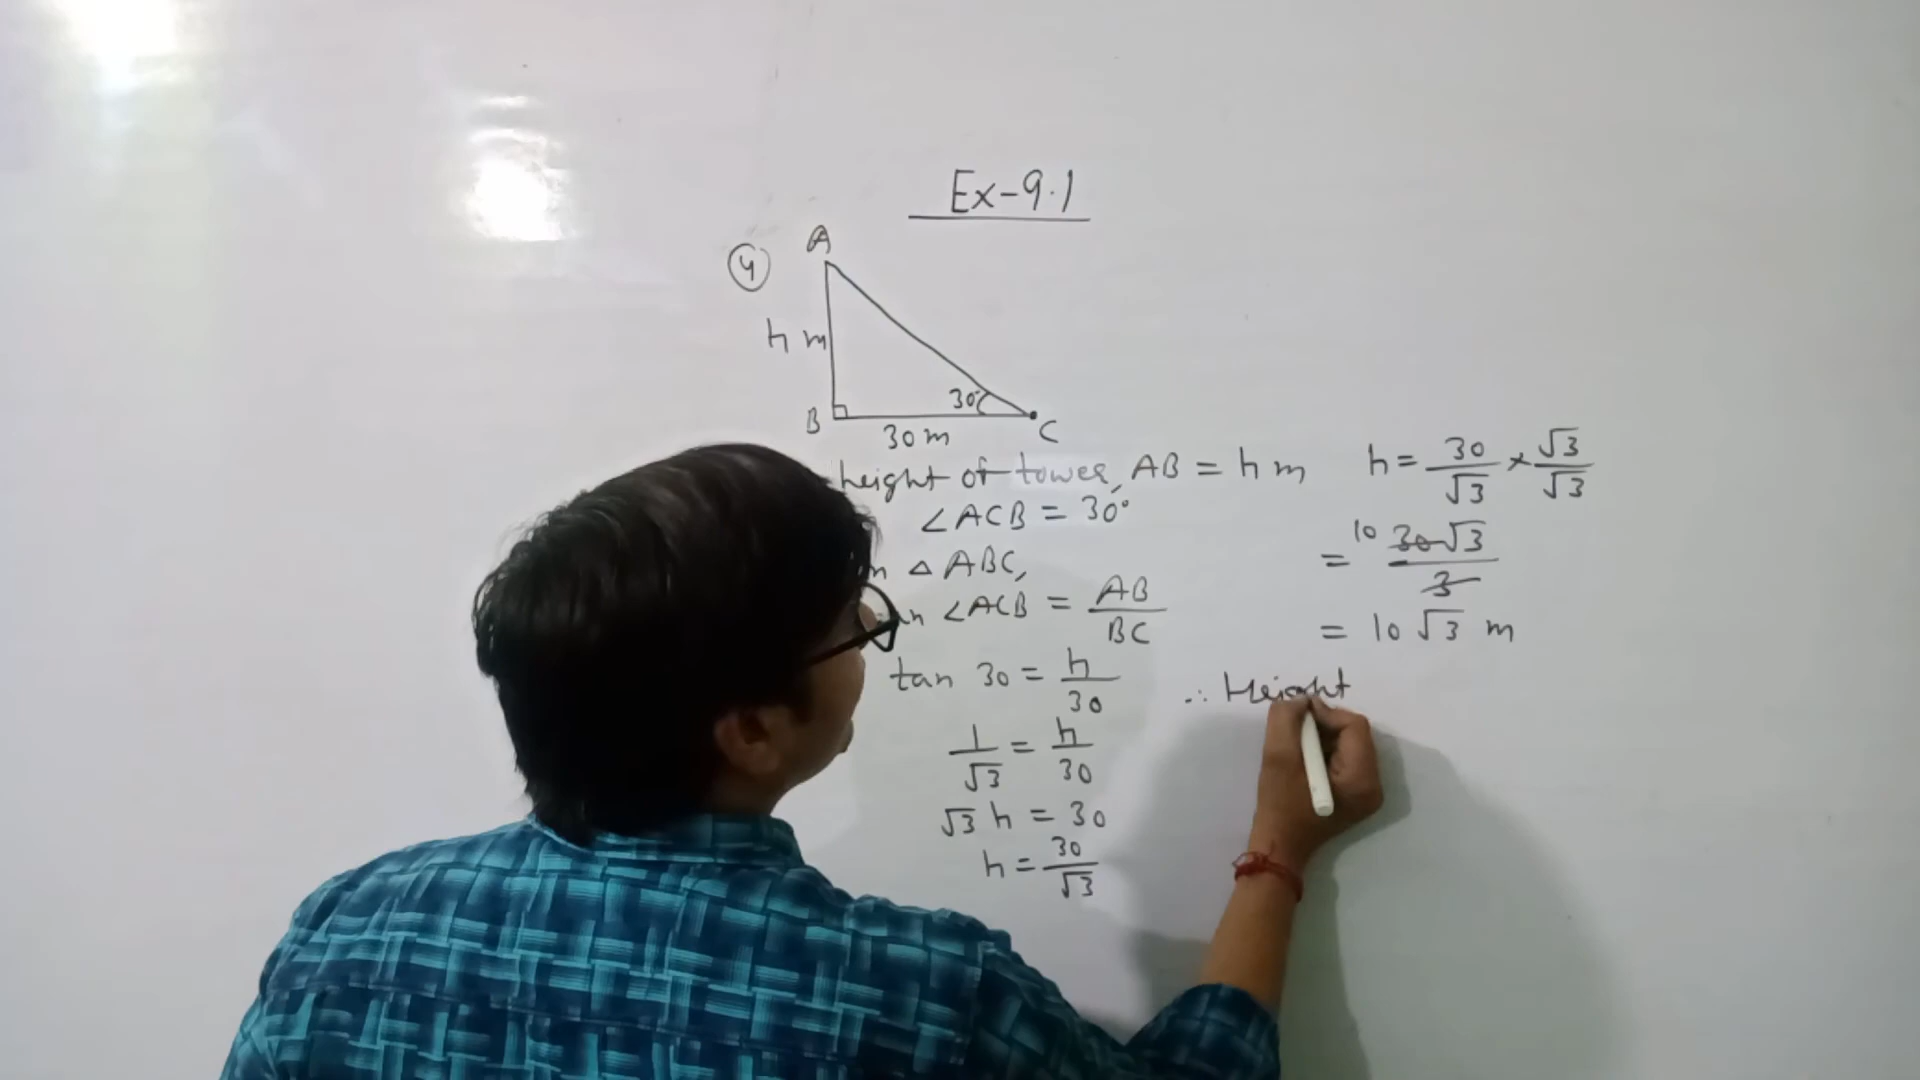 Ex-9.1
④
A
h m
B
30°
C
30 m
height of tower, AB = h m
∠ACB = 30°
△ ABC,
∠ACB = AB/BC
tan 30 = h/30
1/√3 = h/30
√3 h = 30
h = 30/√3
h = 30/√3 × √3/√3
= 10 30√3/3
= 10√3 m
∴ Height